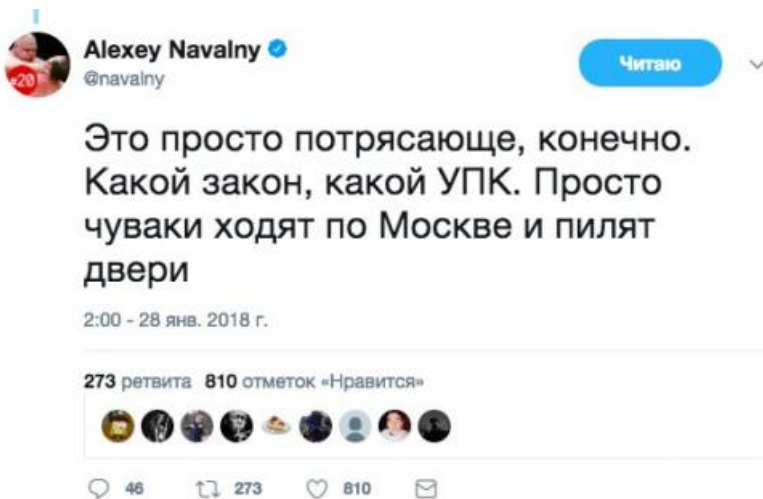 Alexey Navalny
@navalny
Читаю
Это просто потрясающе, конечно.
Какой закон, какой УПК. Просто
чуваки ходят по Москве и пилят
двери
2:00 - 28 янв. 2018 г.
273 ретвита 810 отметок «Нравится»
46 273 810